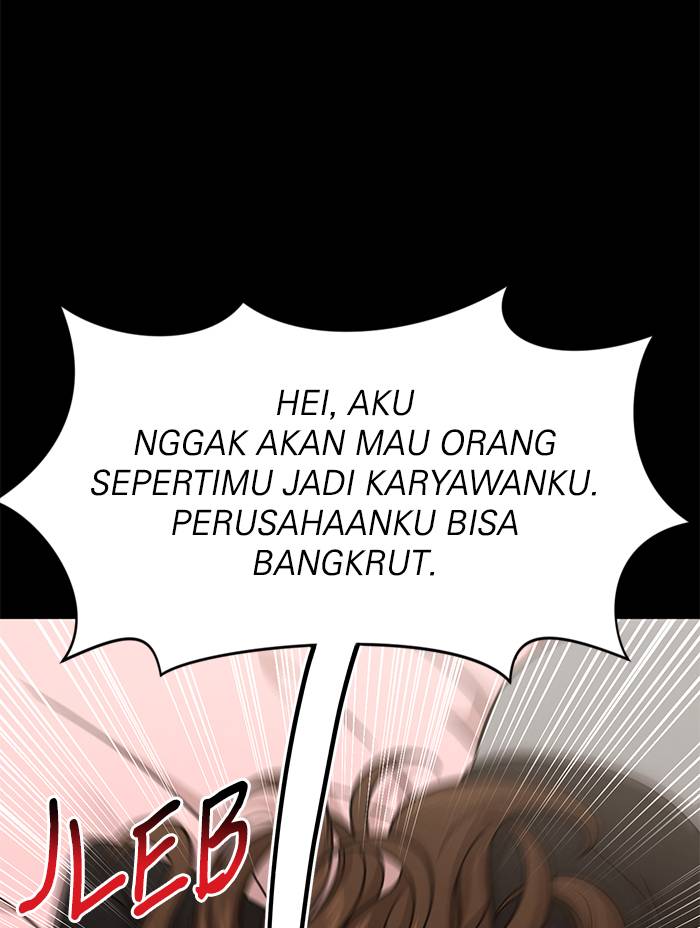 HEI, AKU
NGGAK AKAN MAU ORANG
SEPERTIMU JADI KARYAWANKU.
PERUSAHAANKU BISA
BANGKRUT.
JLEB